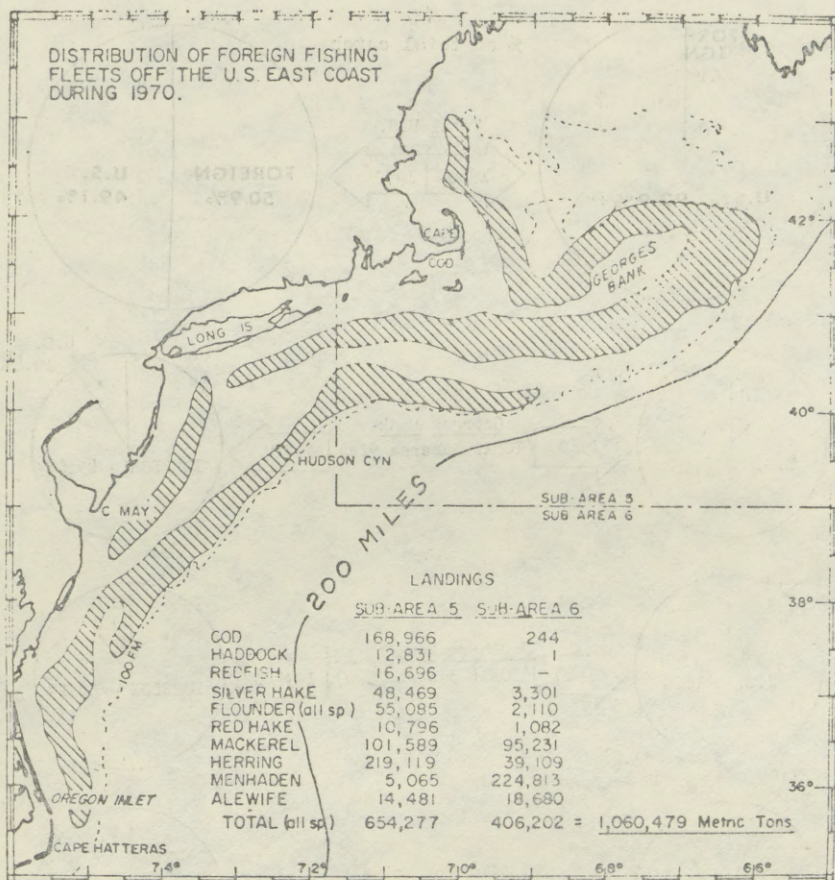 DISTRIBUTION OF FOREIGN FISHING
FLEETS OFF THE U.S. EAST COAST
DURING 1970.
FOREIGN
50.9%
U.S.
49.1%
CAPE
COD
GEORGES
BANK
42°
LONG IS
40°
HUDSON CYN
C MAY
SUB-AREA 5
SUB AREA 6
200 MILES
38°
100 FM
LANDINGS
SUB-AREA 5 SUB-AREA 6
COD 168,966 244
HADDOCK 12,831 1
REDFISH 16,696 –
SILVER HAKE 48,469 3,301
FLOUNDER (all sp) 55,085 2,110
RED HAKE 10,796 1,082
MACKEREL 101,589 95,231
HERRING 219,119 39,109
MENHADEN 5,065 224,813
ALEWIFE 14,481 18,680
TOTAL (all sp) 654,277 406,202 = 1,060,479 Metric Tons
36°
OREGON INLET
CAPE HATTERAS
74° 72° 70° 68° 66°